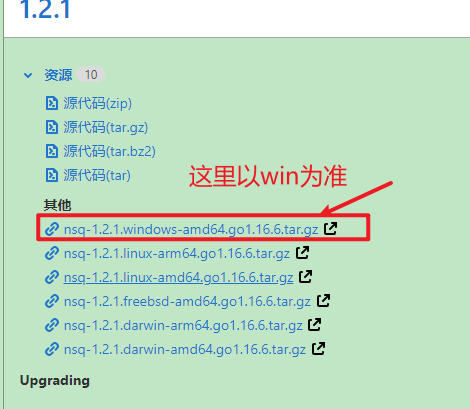 1.2.1
资源 10
源代码(zip)
源代码(tar.gz)
源代码(tar.bz2)
源代码(tar)
这里以win为准
其他
nsq-1.2.1.windows-amd64.go1.16.6.tar.gz
nsq-1.2.1.linux-arm64.go1.16.6.tar.gz
nsq-1.2.1.linux-amd64.go1.16.6.tar.gz
nsq-1.2.1.freebsd-amd64.go1.16.6.tar.gz
nsq-1.2.1.darwin-arm64.go1.16.6.tar.gz
nsq-1.2.1.darwin-amd64.go1.16.6.tar.gz
Upgrading